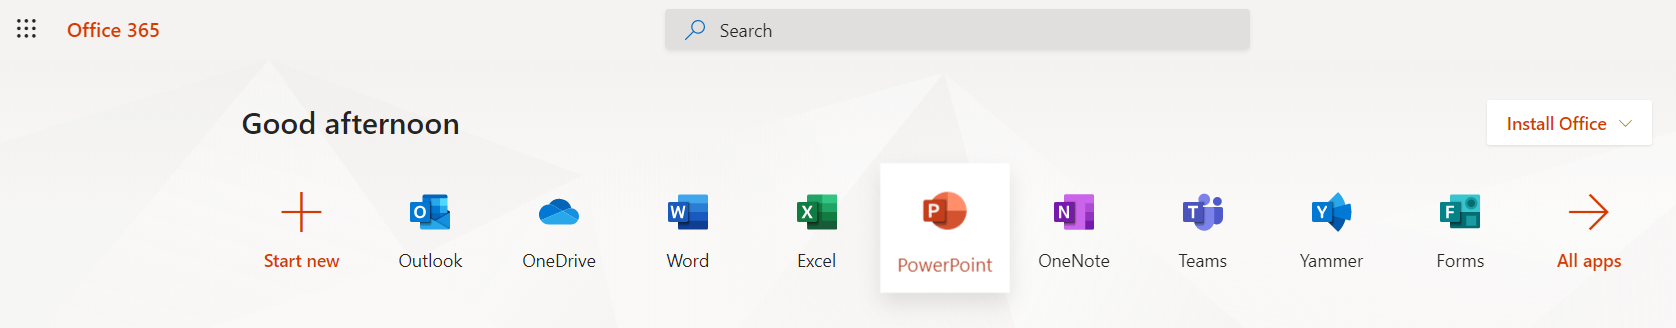 Office 365
Search
Good afternoon
Install Office
O
W
X
P
N
T
Y
F
Start new
Outlook
OneDrive
Word
Excel
PowerPoint
OneNote
Teams
Yammer
Forms
All apps